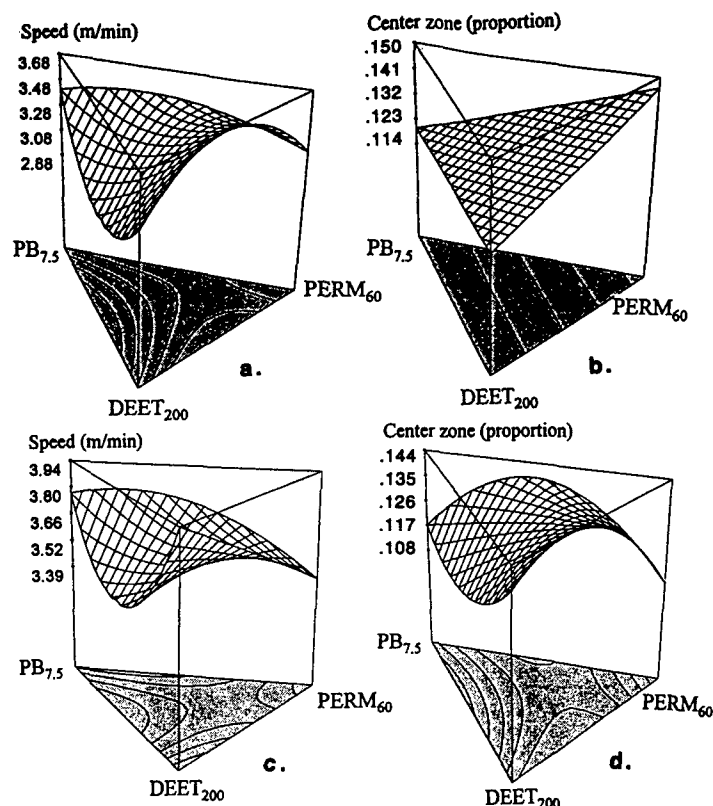 Speed (m/min)
3.68
3.48
3.28
3.08
2.88
PB7.5
PERM60
DEET200
a.
Center zone (proportion)
.150
.141
.132
.123
.114
PB7.5
PERM60
DEET200
b.
Speed (m/min)
3.94
3.80
3.66
3.52
3.39
PB7.5
PERM60
DEET200
c.
Center zone (proportion)
.144
.135
.126
.117
.108
PB7.5
PERM60
DEET200
d.